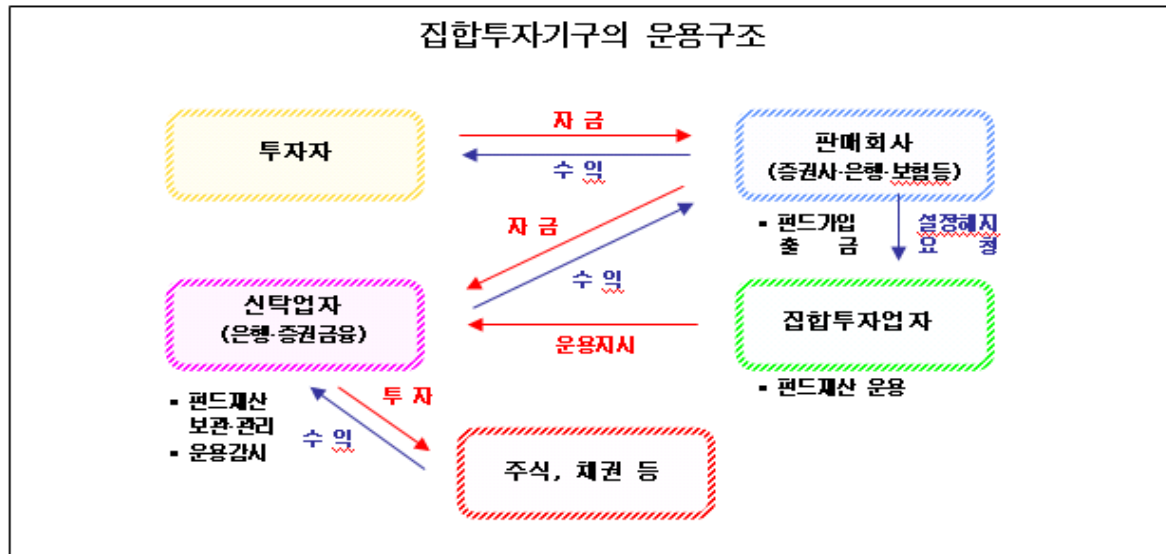 집합투자기구의 운용구조
투자자
자 금
수 익
판매회사
(증권사·은행·보험등)
▪ 펀드가입
출 금
설정해지
요 청
자 금
수 익
신탁업자
(은행·증권금융)
운용지시
집합투자업자
▪ 펀드재산 운용
▪ 펀드재산
보관·관리
▪ 운용감시
투 자
수 익
주식, 채권 등